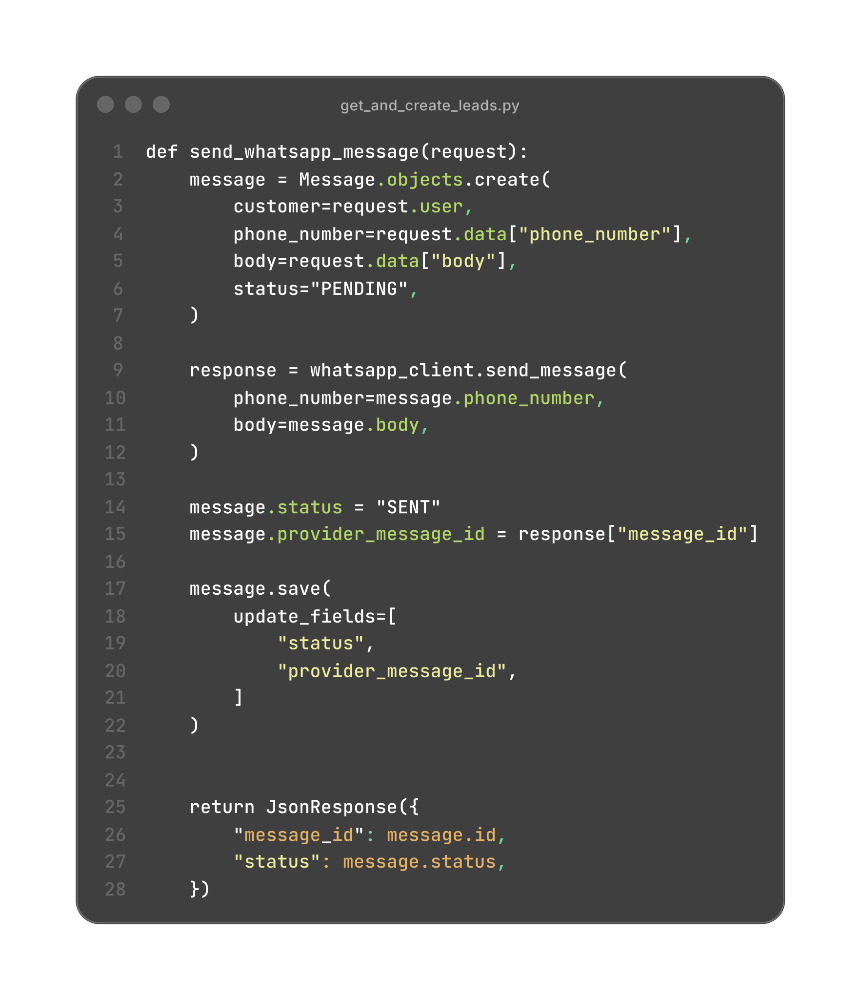 get_and_create_leads.py
1 def send_whatsapp_message(request):
2     message = Message.objects.create(
3         customer=request.user,
4         phone_number=request.data["phone_number"],
5         body=request.data["body"],
6         status="PENDING",
7     )
8
9     response = whatsapp_client.send_message(
10         phone_number=message.phone_number,
11         body=message.body,
12     )
13
14     message.status = "SENT"
15     message.provider_message_id = response["message_id"]
16
17     message.save(
18         update_fields=[
19             "status",
20             "provider_message_id",
21         ]
22     )
23
24
25     return JsonResponse({
26         "message_id": message.id,
27         "status": message.status,
28     })